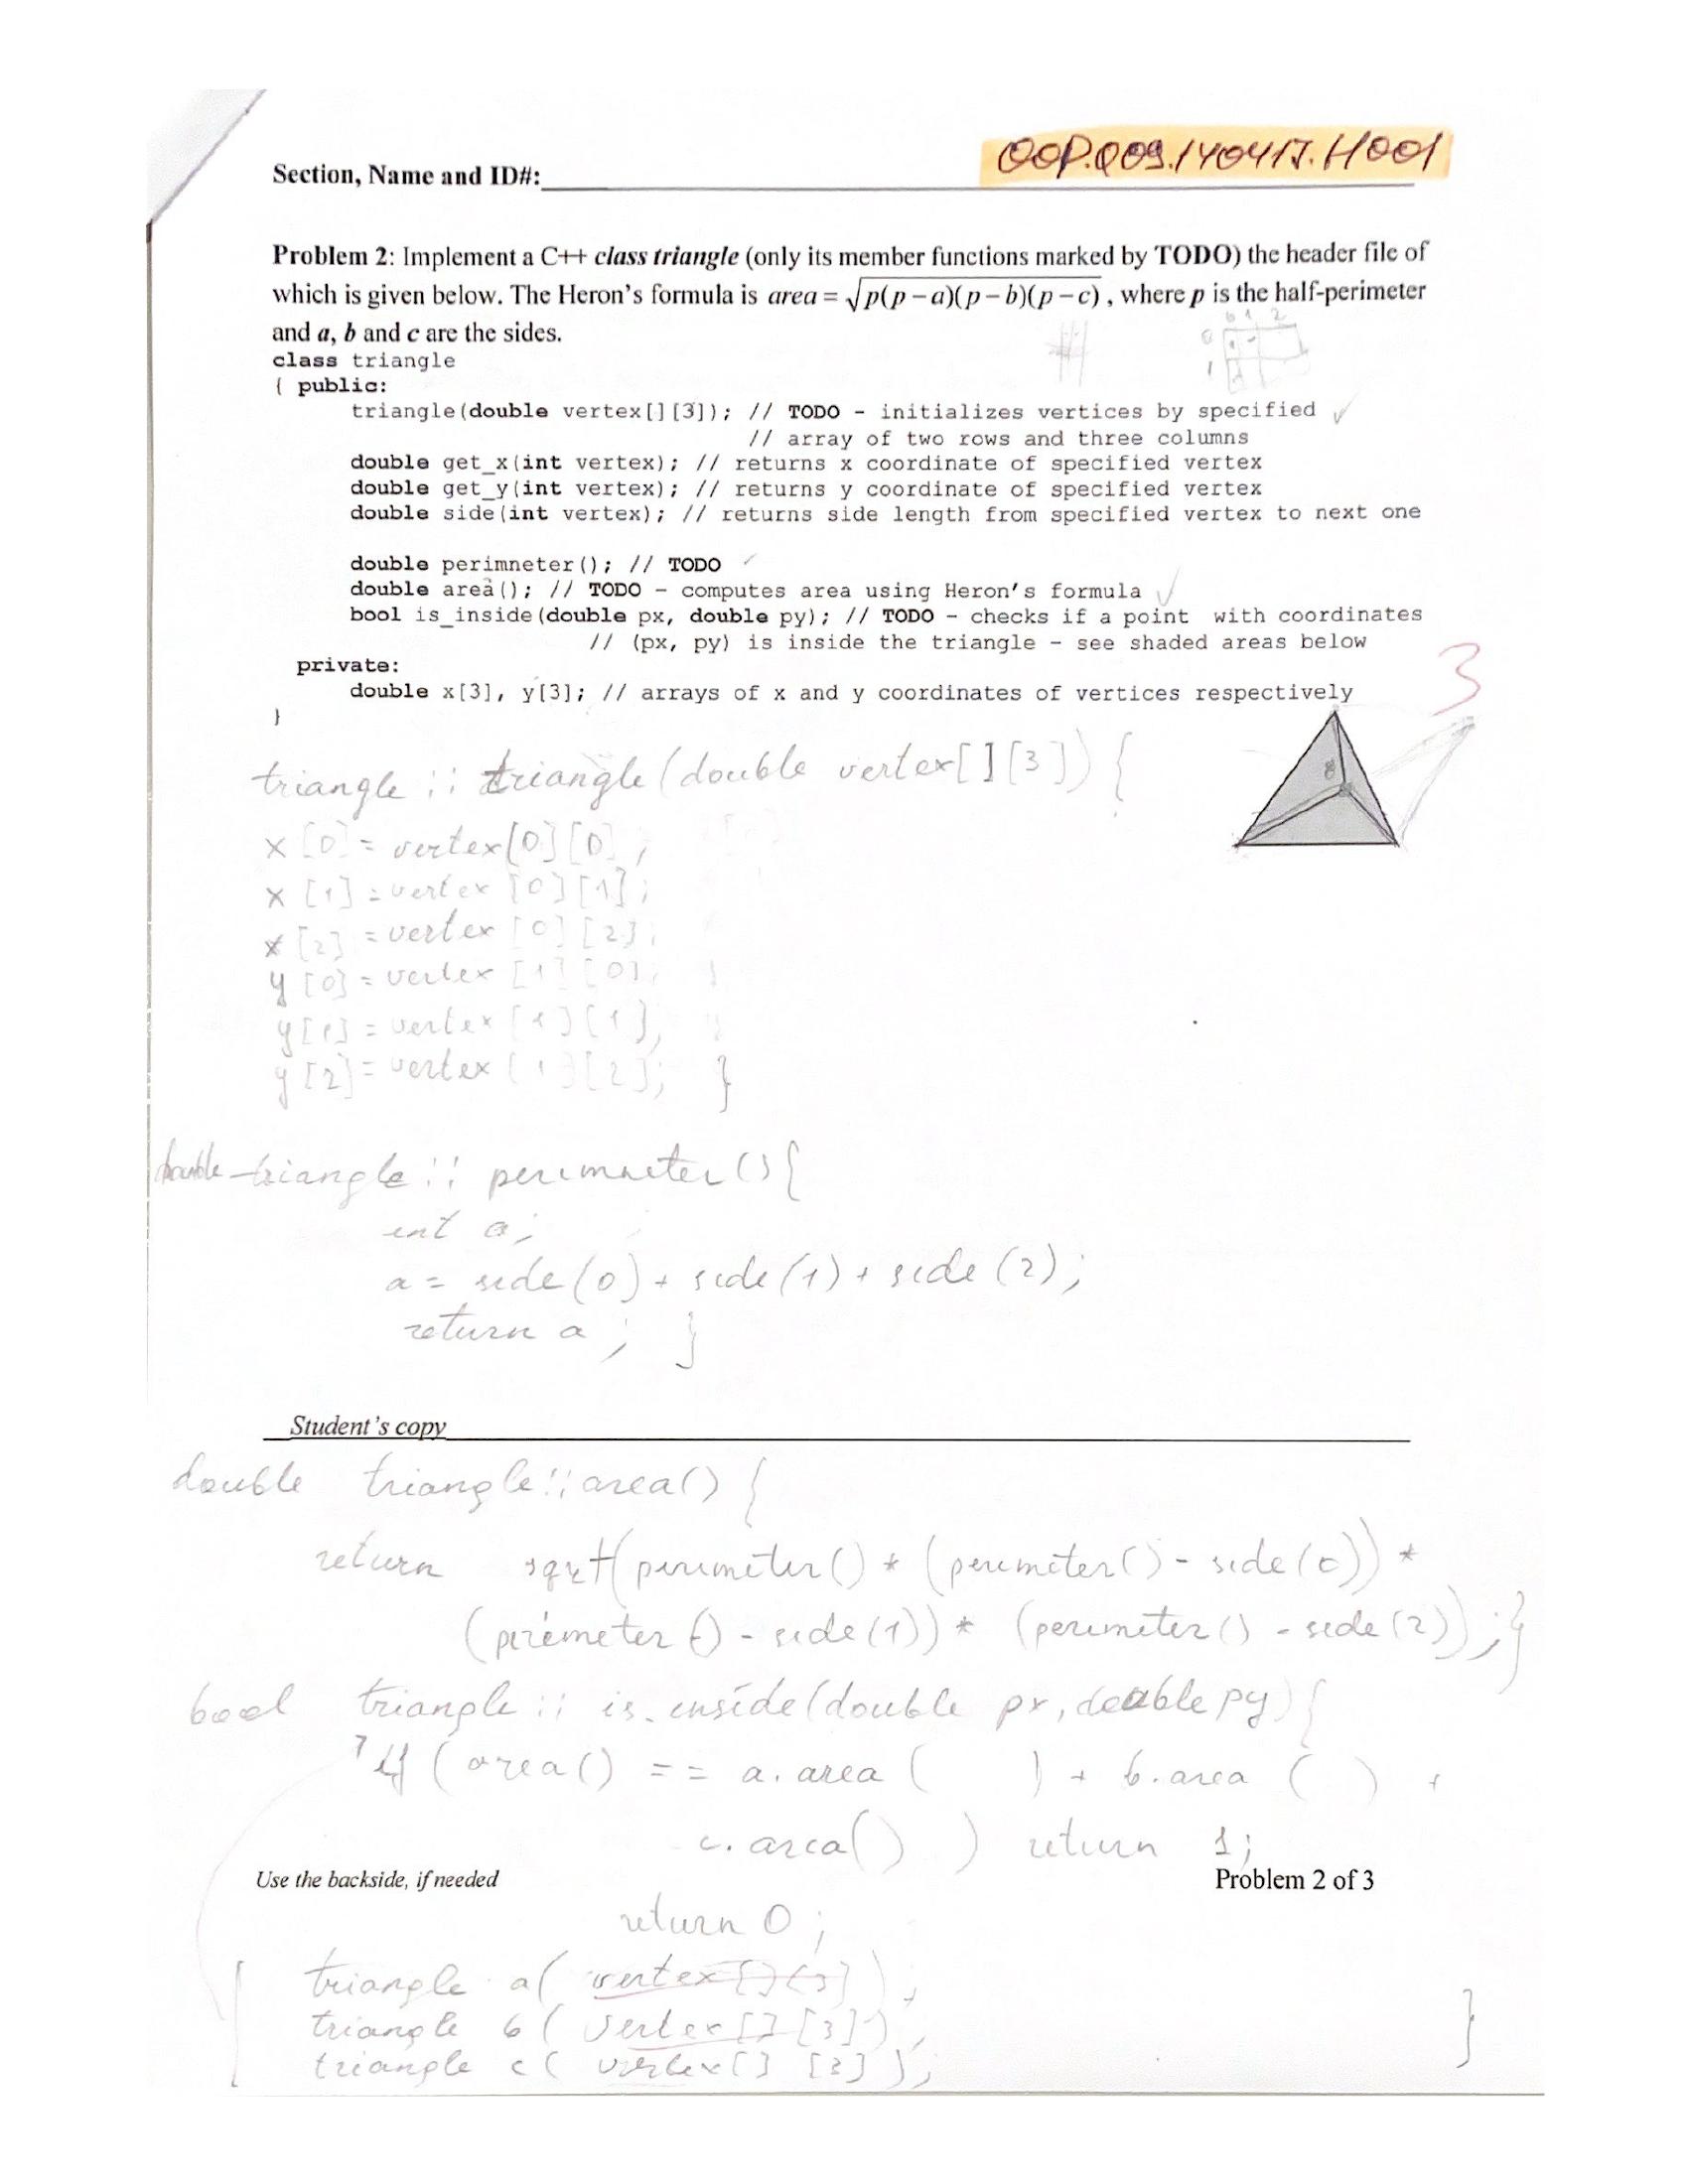 OOP.Q09.140417.H001
Section, Name and ID#:
Problem 2: Implement a C++ class triangle (only its member functions marked by TODO) the header file of
which is given below. The Heron's formula is area = √p(p−a)(p−b)(p−c) , where p is the half-perimeter
and a, b and c are the sides.
0 1 2
0
1
class triangle
{ public:
triangle(double vertex[][3]); // TODO - initializes vertices by specified
// array of two rows and three columns
double get_x(int vertex); // returns x coordinate of specified vertex
double get_y(int vertex); // returns y coordinate of specified vertex
double side(int vertex); // returns side length from specified vertex to next one
double perimneter(); // TODO
double area(); // TODO - computes area using Heron's formula
bool is_inside(double px, double py); // TODO - checks if a point with coordinates
// (px, py) is inside the triangle - see shaded areas below
private:
double x[3], y[3]; // arrays of x and y coordinates of vertices respectively
}
3
triangle :: triangle(double vertex[][3]) {
x[0] = vertex[0][0];
x[1] = vertex[0][1];
x[2] = vertex[0][2];
y[0] = vertex[1][0];
y[1] = vertex[1][1];
y[2] = vertex[1][2]; }
double triangle :: perimneter() {
int a;
a = side(0) + side(1) + side(2);
return a; }
Student's copy
double triangle::area() {
return sqrt(perimeter() * (perimeter() - side(0)) *
(perimeter() - side(1)) * (perimeter() - side(2)); }
bool triangle :: is_inside(double px, double py) {
if ( area() == a.area ( ) + b.area ( ) +
c.area() ) return 1;
Use the backside, if needed
Problem 2 of 3
return 0;
triangle a( vertex[][3] );
triangle b( vertex[][3] );
triangle c( vertex[][3] ); }